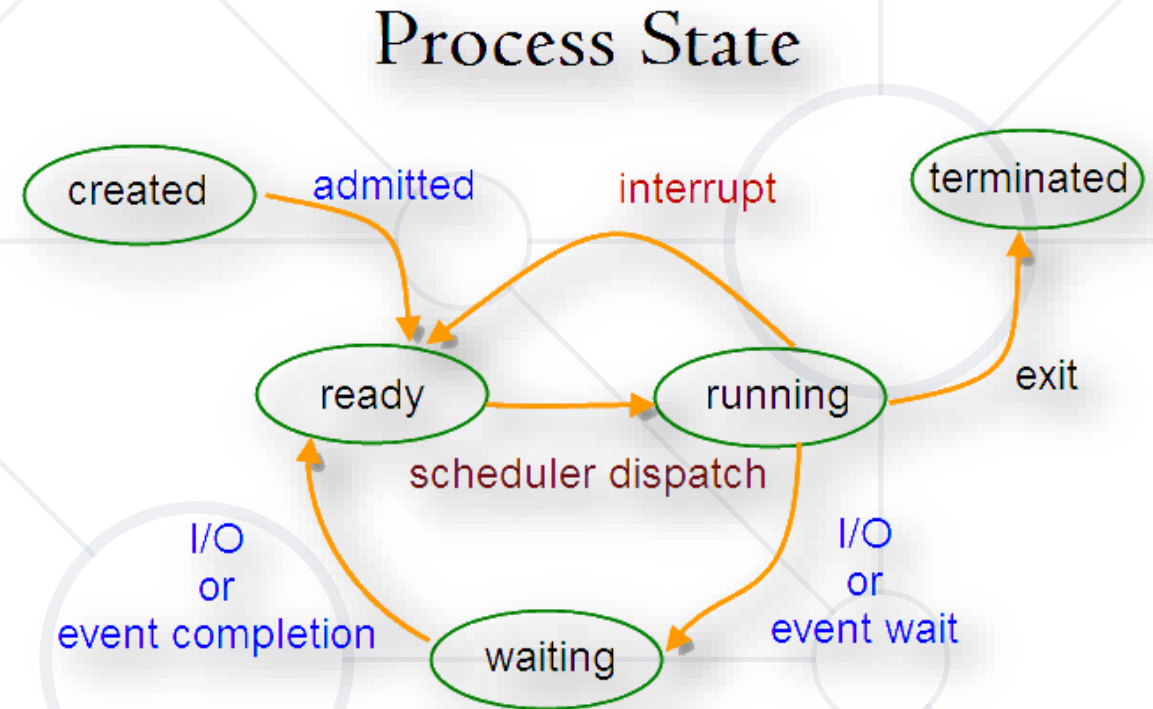 Process State
created
admitted
interrupt
terminated
ready
running
exit
scheduler dispatch
I/O
or
event completion
I/O
or
event wait
waiting